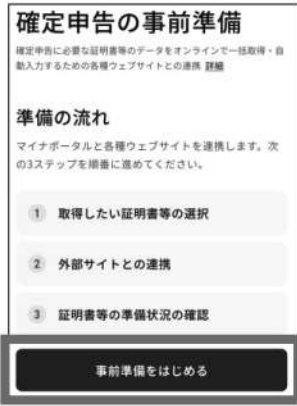 確定申告の事前準備
確定申告に必要な証明書等のデータをオンラインで一括取得・自
動入力するための各種ウェブサイトとの連携 詳細
準備の流れ
マイナポータルと各種ウェブサイトを連携します。次
の3ステップを順番に進めてください。
1 取得したい証明書等の選択
2 外部サイトとの連携
3 証明書等の準備状況の確認
事前準備をはじめる